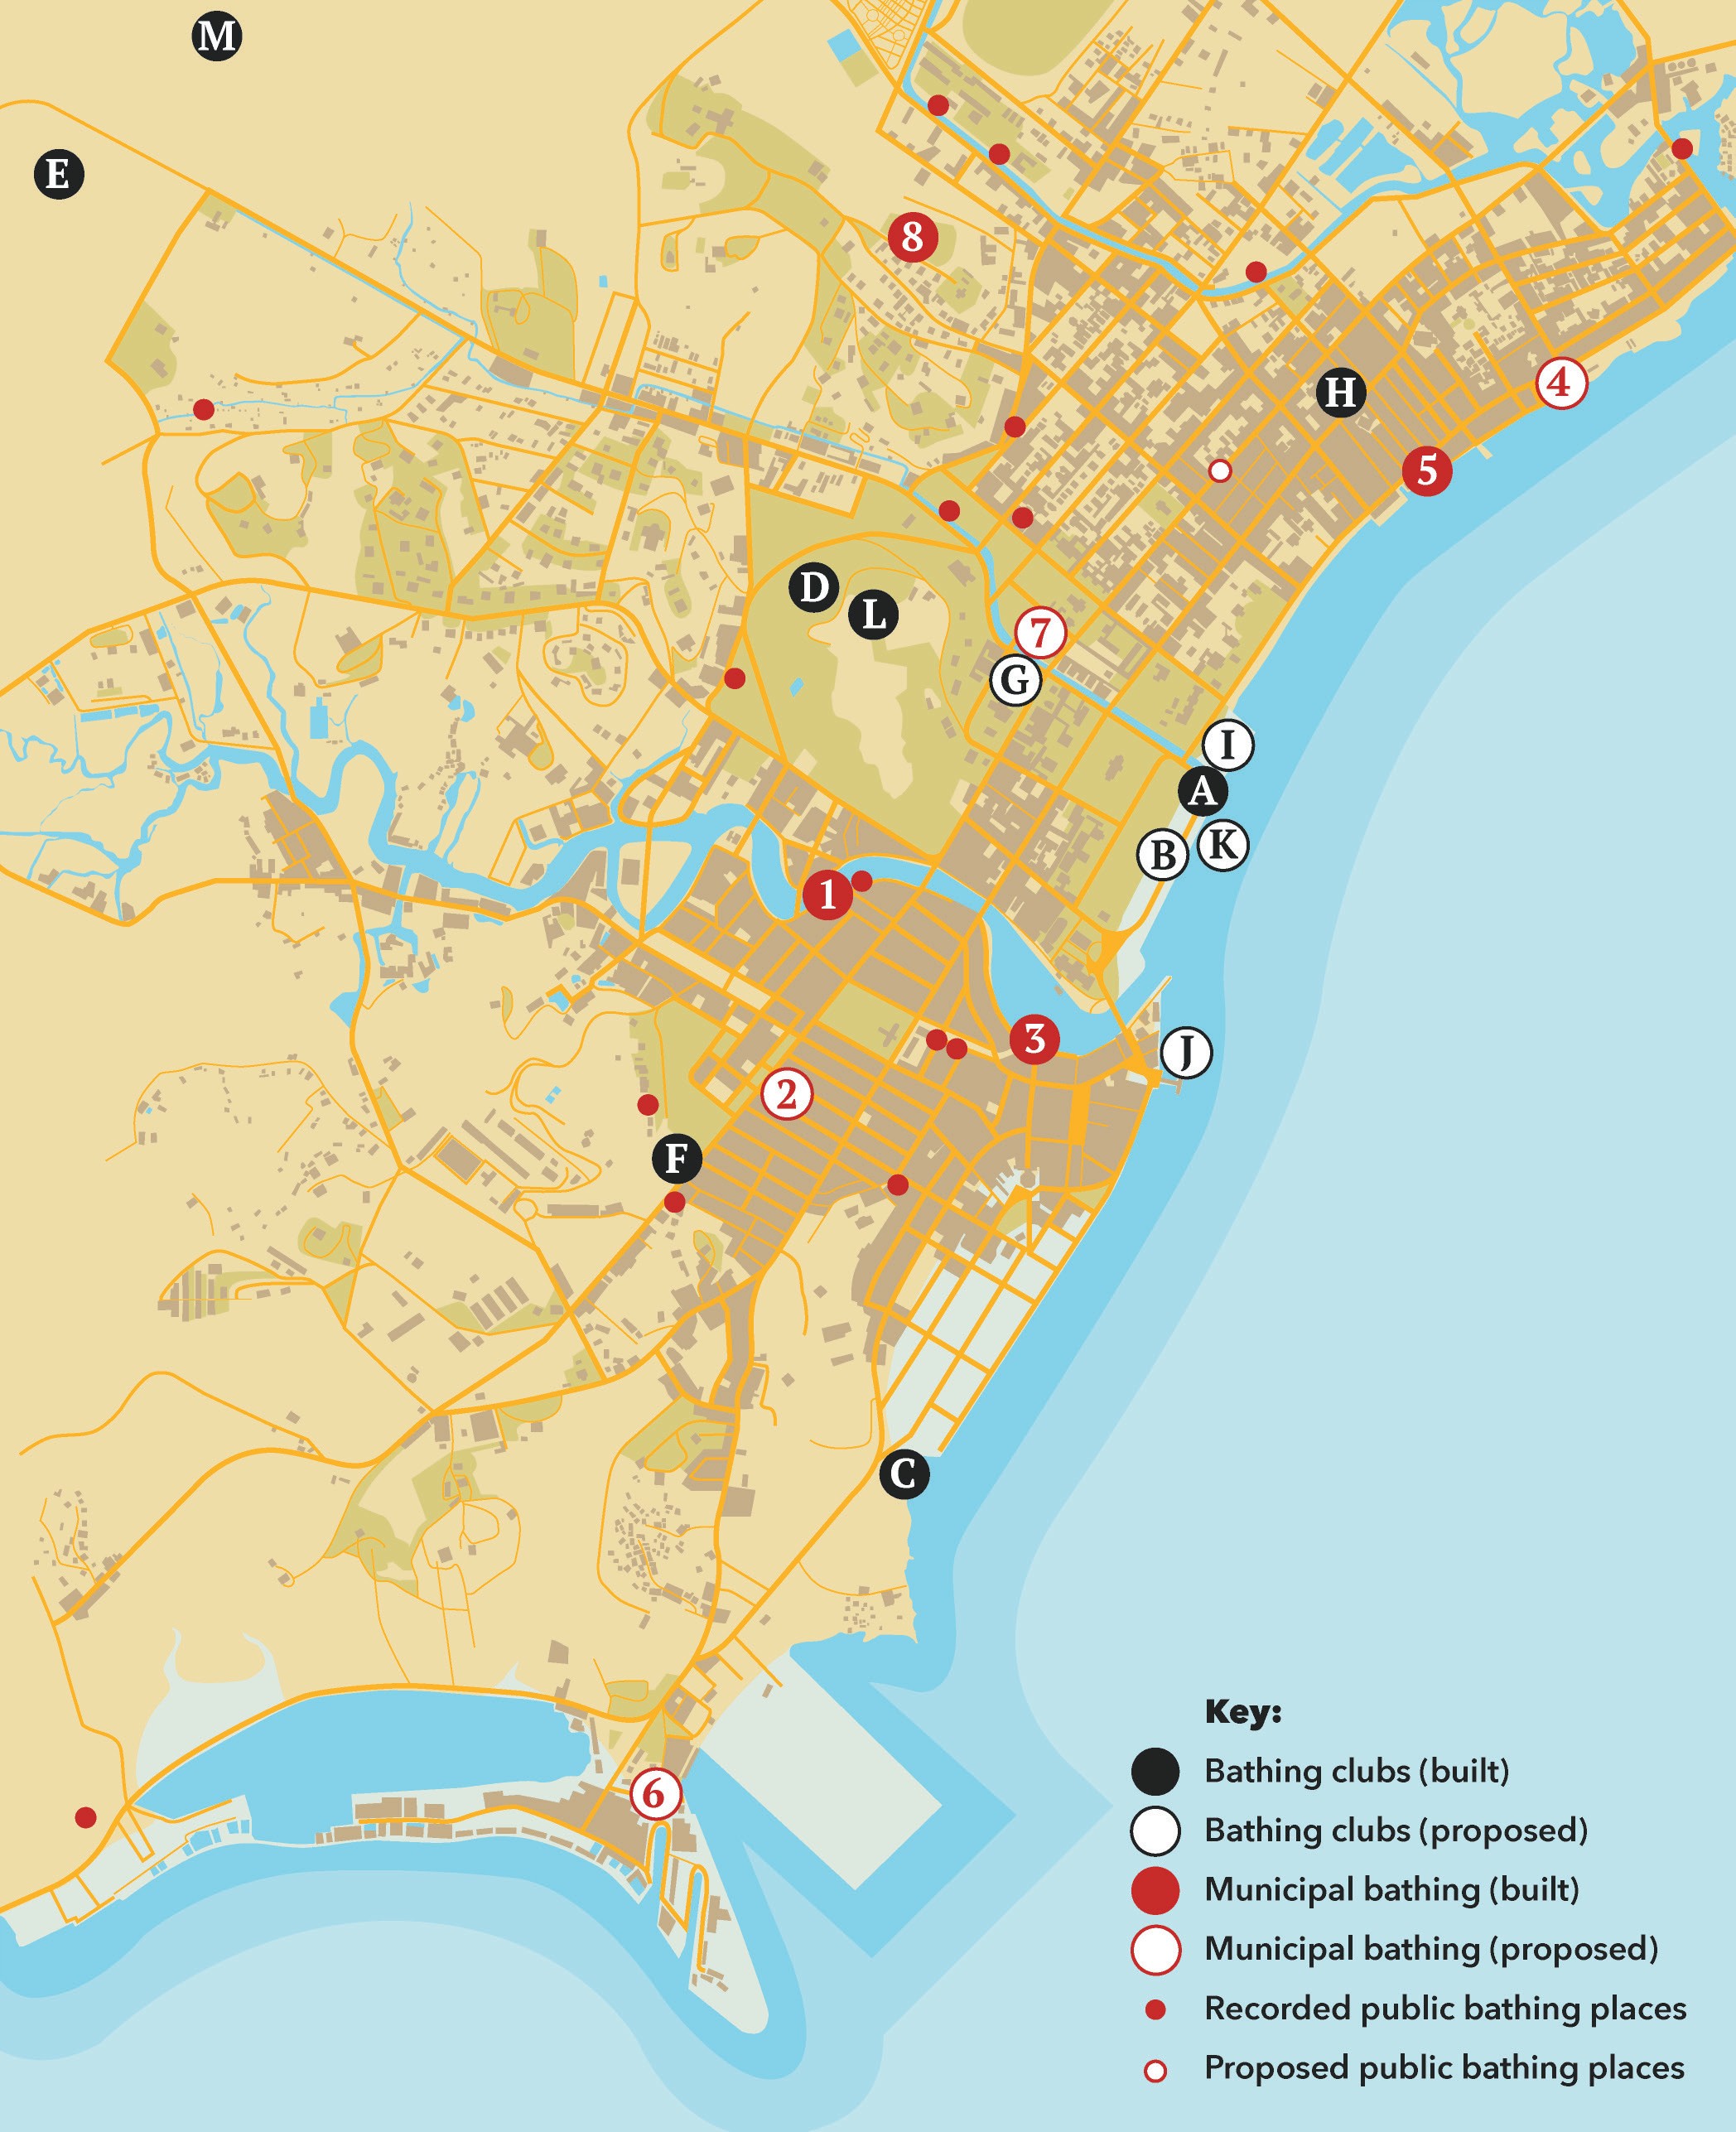 M
E
8
H
4
5
D
L
7
G
I
A
K
B
1
3
J
2
F
C
6
Key:
Bathing clubs (built)
Bathing clubs (proposed)
Municipal bathing (built)
Municipal bathing (proposed)
Recorded public bathing places
Proposed public bathing places